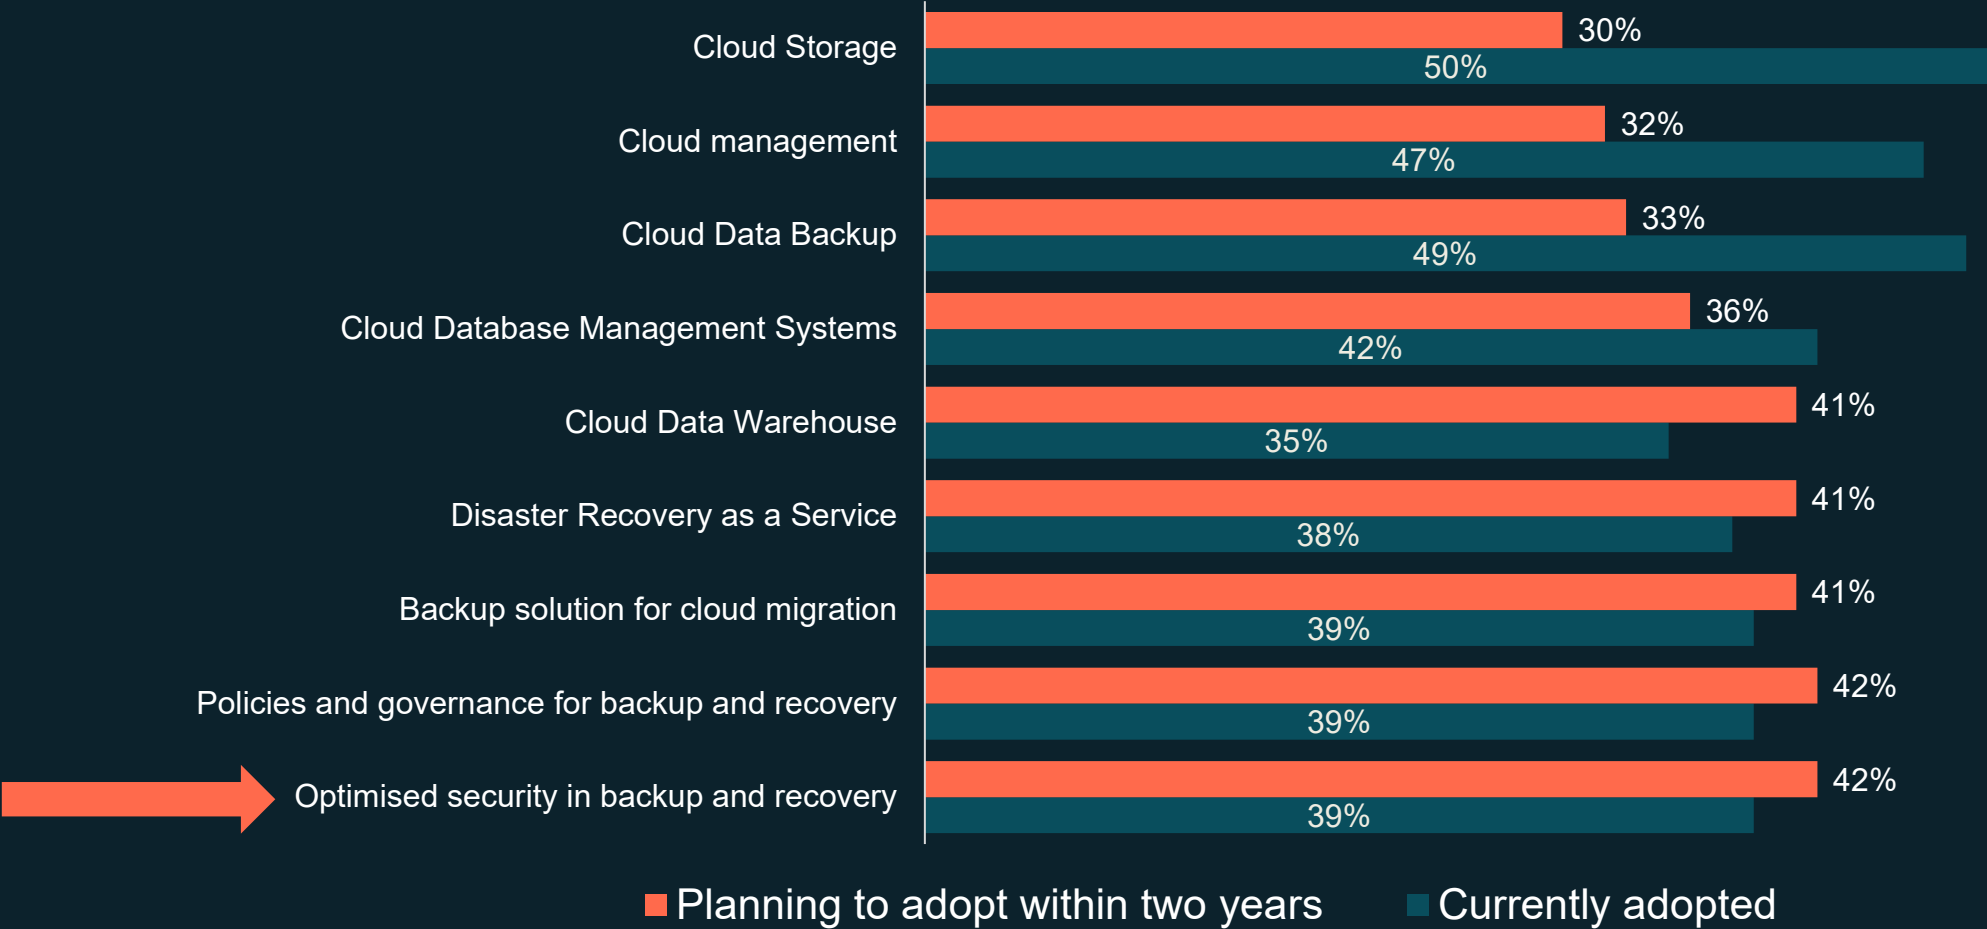 Cloud Storage
30%
50%
Cloud management
32%
47%
Cloud Data Backup
33%
49%
Cloud Database Management Systems
36%
42%
Cloud Data Warehouse
41%
35%
Disaster Recovery as a Service
41%
38%
Backup solution for cloud migration
41%
39%
Policies and governance for backup and recovery
42%
39%
Optimised security in backup and recovery
42%
39%
Planning to adopt within two years
Currently adopted